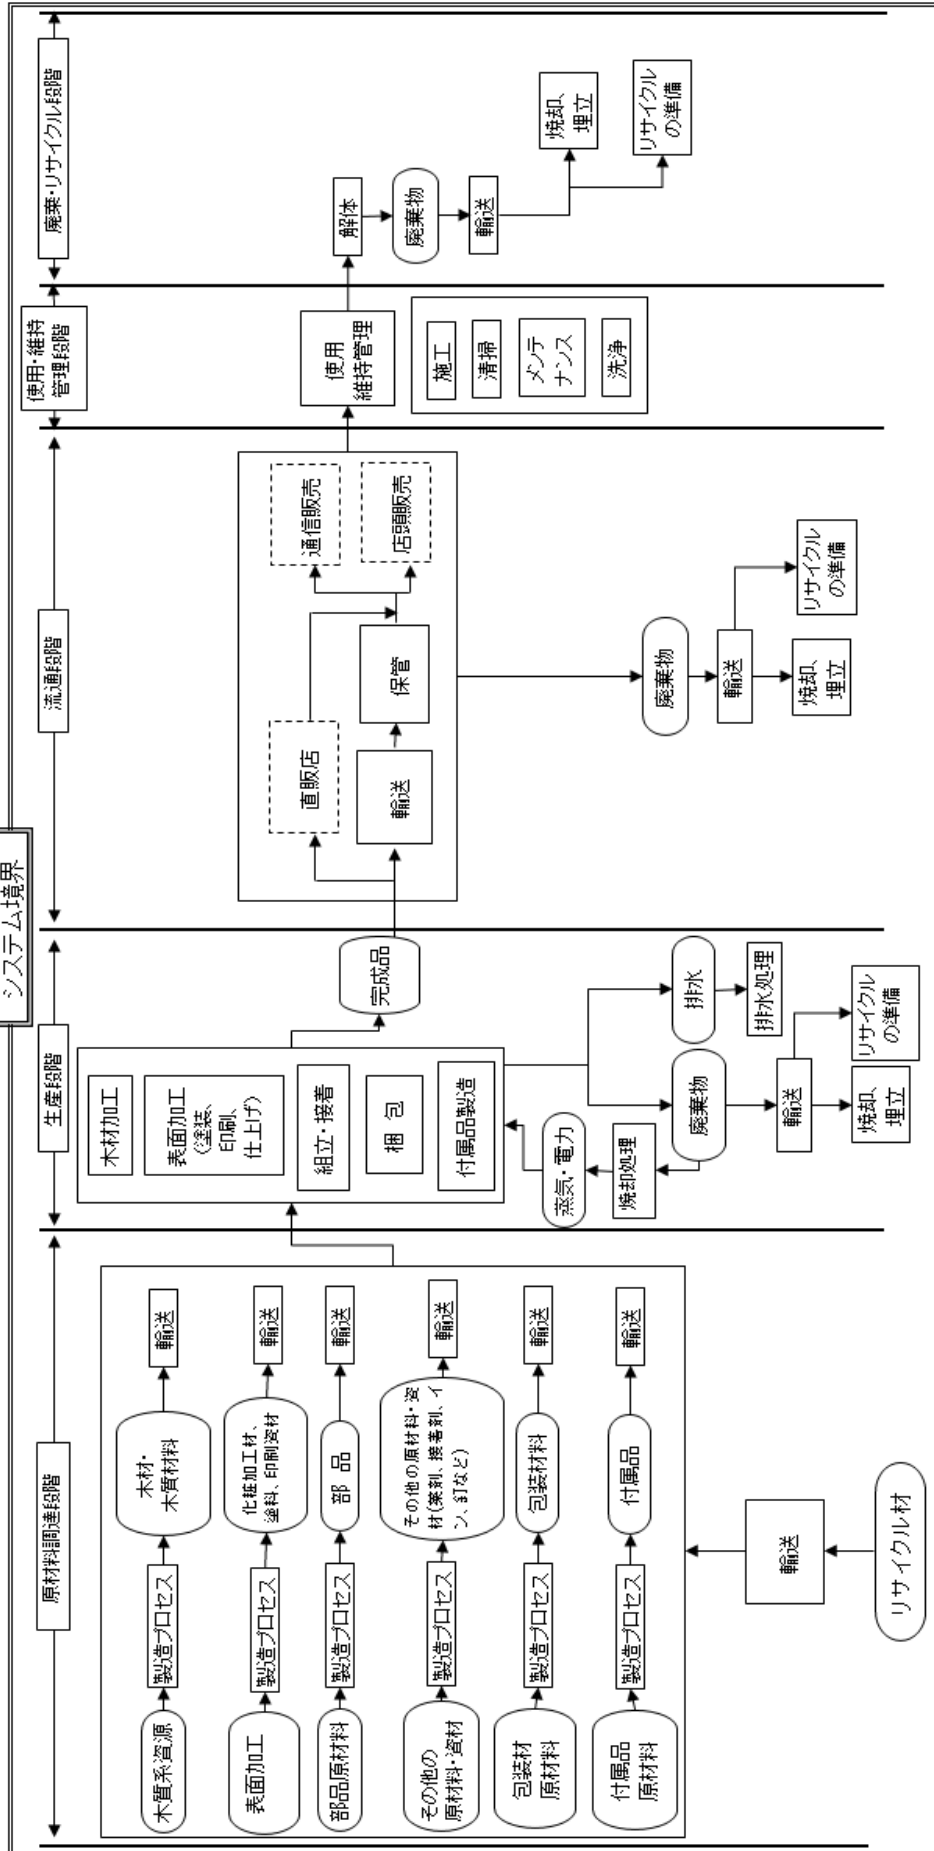 システム境界
原材料調達段階
生産段階
流通段階
使用・維持
管理段階
廃棄・リサイクル段階
木質系資源
製造プロセス
木材・
木質材料
輸送
表面加工
製造プロセス
化粧加工材、
塗料、印刷資材
輸送
部品原材料
製造プロセス
部 品
輸送
その他の
原材料・資材
製造プロセス
その他の原材料・資
材(薬剤、接着剤、イ
ン、釘など)
輸送
包装材
原材料
製造プロセス
包装材料
輸送
付属品
原材料
製造プロセス
付属品
輸送
輸送
リサイクル材
木材加工
表面加工
(塗装、
印刷、
仕上げ)
組立・接着
梱 包
付属品製造
完成品
蒸気・電力
焼却処理
廃棄物
排水
排水処理
輸送
リサイクル
の準備
焼却、
埋立
直販店
輸送
保管
通信販売
店頭販売
廃棄物
輸送
焼却、
埋立
リサイクル
の準備
使用
維持管理
施工
清掃
メンテ
ナンス
洗浄
解体
廃棄物
輸送
焼却、
埋立
リサイクル
の準備